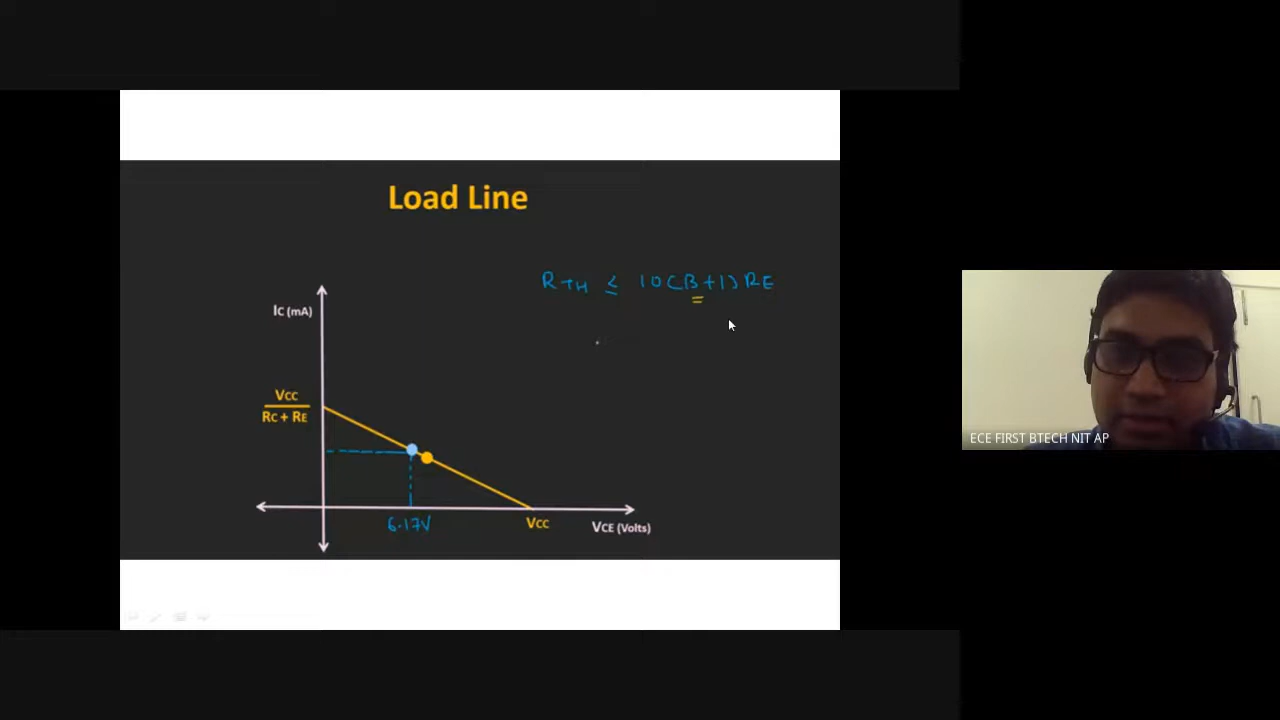 Load Line
RTH ≤ 10(β+1)RE
IC (mA)
VCC
RC + RE
6.17V
VCC
VCE (Volts)
ECE FIRST BTECH NIT AP